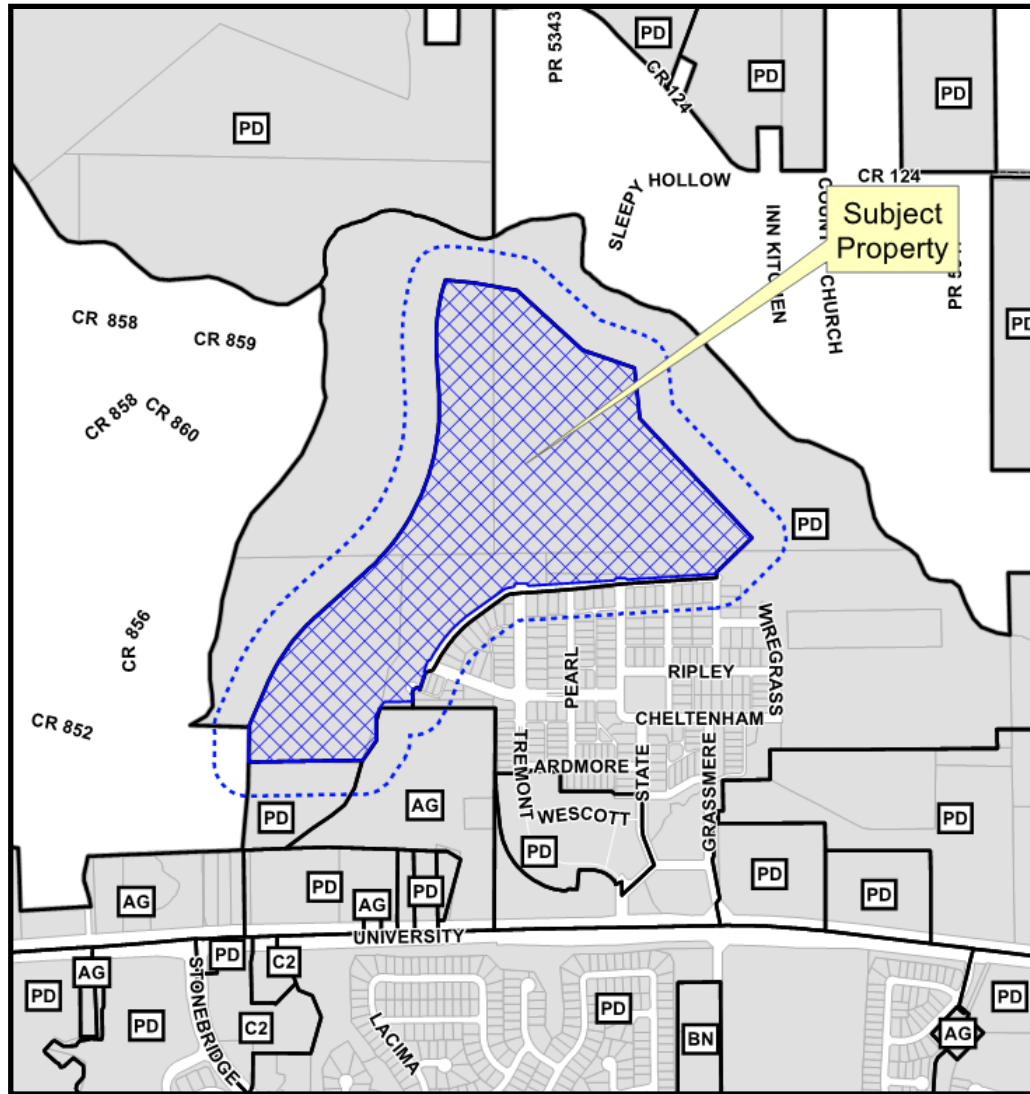 PR 5343
PD
CR 124
PD
PD
PD
CR 124
HOLLOW
SLEEPY
INN KITCHEN
CHURCH
Subject
Property
PD
CR 858
CR 859
CR 858
CR 860
PD
CR 856
WIREGRASS
PEARL
RIPLEY
CR 852
CHELTENHAM
TREMONT
ARDMORE
STATE
GRASSMERE
PD
AG
WESCOTT
PD
PD
PD
PD
AG
PD
AG
PD
PD
UNIVERSITY
STONEBRIDGE
PD
C2
AG
PD
PD
C2
PD
LACIMA
BN
PD
AG